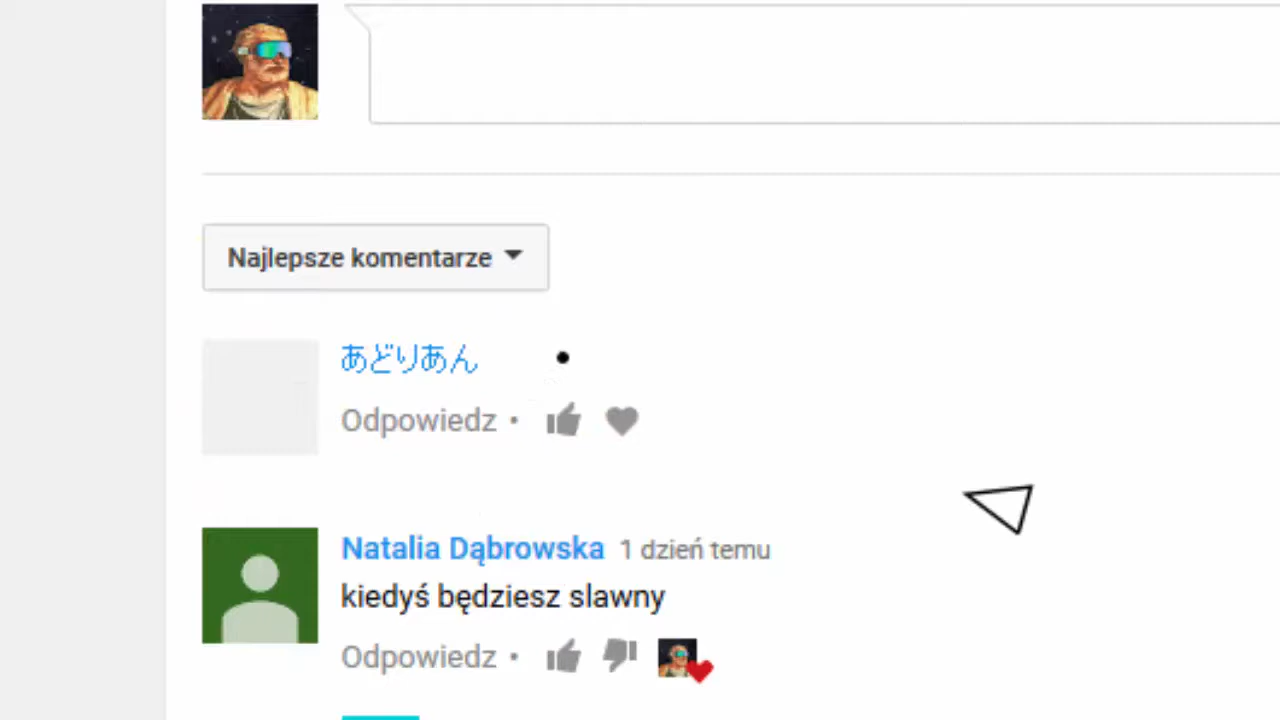 Najlepsze komentarze
あどりあん
Odpowiedz •
Natalia Dąbrowska 1 dzień temu
kiedyś będziesz slawny
Odpowiedz •